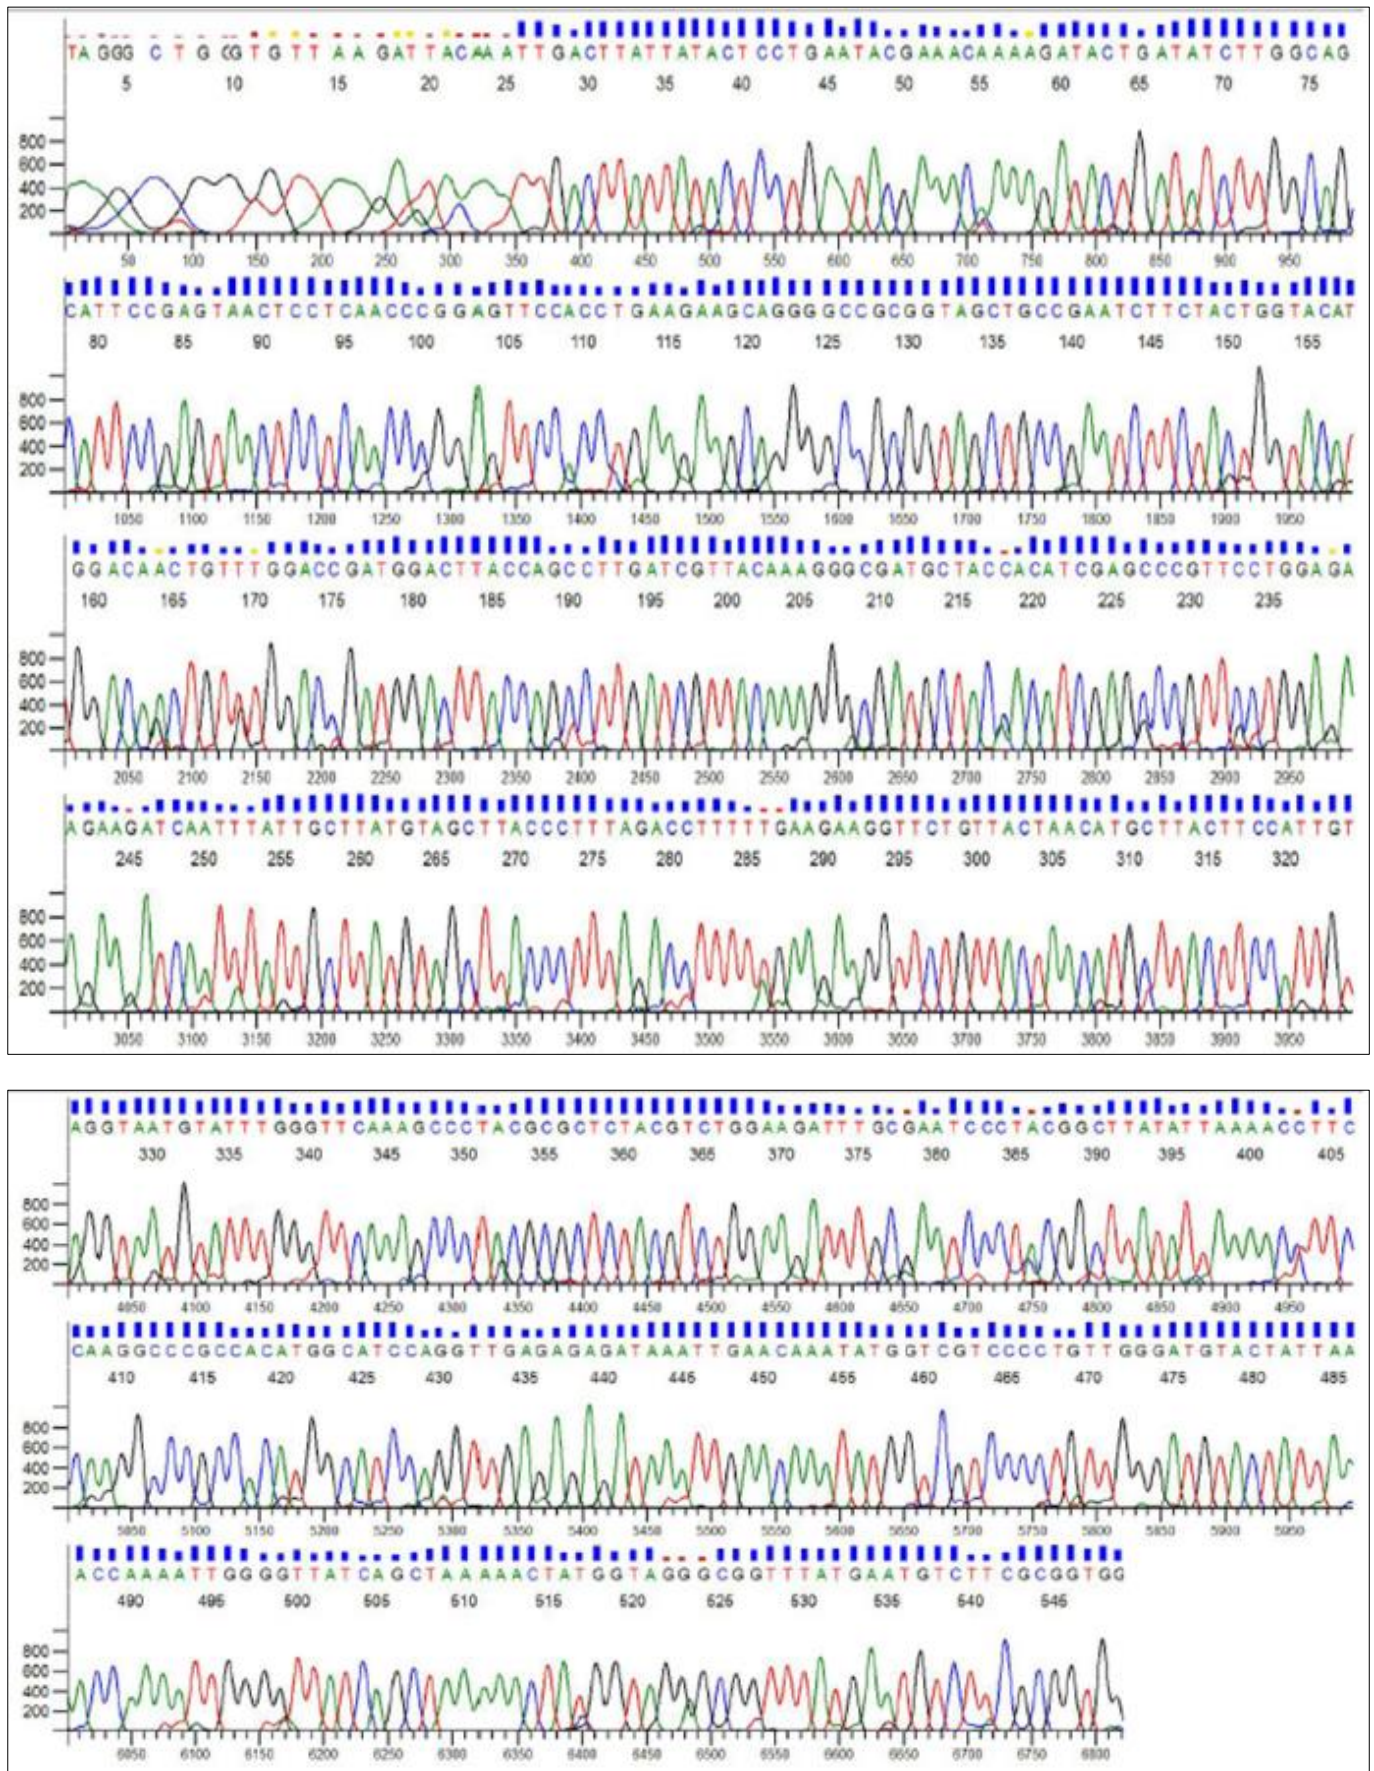 TAGGG C T G GGT G T T A A GATTACAAATTGACTTATTATACTCCTGAATACGAAACAAAAGATACTGATATCTTGGCAG
5 10 15 20 25 30 35 40 45 50 55 60 65 70 75
800
600
400
200
50 100 150 200 250 300 350 400 450 500 550 600 650 700 750 800 850 900 950
CATTCCGAGTAACTCCTCAACCCGGAGTTCCACCTGAAGAAGCAGGGGCCGCGGTAGCTGCCGAATCTTCTACTGGTACAT
80 85 90 95 100 105 110 115 120 125 130 135 140 145 150 155
800
600
400
200
1050 1100 1150 1200 1250 1300 1350 1400 1450 1500 1550 1600 1650 1700 1750 1800 1850 1900 1950
GGACAACTGTTTGGACCGATGGACTTACCAGCCTTGATCGTTACAAAGGGCGATGCTACCACATCGAGCCCGTTCCTGGAGA
160 165 170 175 180 185 190 195 200 205 210 215 220 225 230 235
800
600
400
200
2050 2100 2150 2200 2250 2300 2350 2400 2450 2500 2550 2600 2650 2700 2750 2800 2850 2900 2950
AGAAGATCAATTTATTGCTTATGTAGCTTACCCTTTAGACCTTTTTGAAGAAGGTTCTGTTACTAACATGCTTACTTCCATTGT
245 250 255 260 265 270 275 280 285 290 295 300 305 310 315 320
800
600
400
200
3050 3100 3150 3200 3250 3300 3350 3400 3450 3500 3550 3600 3650 3700 3750 3800 3850 3900 3950
AGGTAATGTATTTGGGTTCAAAGCCCTACGCGCTCTACGTCTGGAAGATTTGCGAATCCCTACGGCTTATATTAAAACCTTC
330 335 340 345 350 355 360 365 370 375 380 385 390 395 400 405
800
600
400
200
4050 4100 4150 4200 4250 4300 4350 4400 4450 4500 4550 4600 4650 4700 4750 4800 4850 4900 4950
CAAGGCCCGCCACATGGCATCCAGGTTGAGAGAGATAAATTGAACAAATATGGTCGTCCCCTGTTGGGATGTACTATTAA
410 415 420 425 430 435 440 445 450 455 460 465 470 475 480 485
800
600
400
200
5050 5100 5150 5200 5250 5300 5350 5400 5450 5500 5550 5600 5650 5700 5750 5800 5850 5900 5950
ACCAAAATTGGGGTTATCAGCTAAAAACTATGGTAGGGCGGTTTATGAATGTCTTCGCGGTGG
490 495 500 505 510 515 520 525 530 535 540 545
800
600
400
200
6050 6100 6150 6200 6250 6300 6350 6400 6450 6500 6550 6600 6650 6700 6750 6800